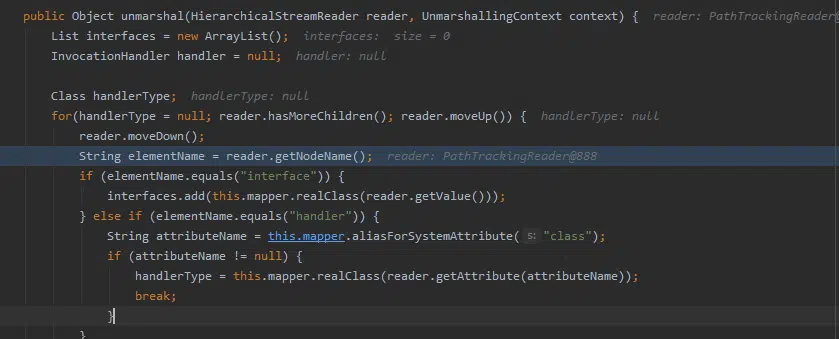 public Object unmarshal(HierarchicalStreamReader reader, UnmarshallingContext context) {  reader: PathTrackingReader@
    List interfaces = new ArrayList();  interfaces:  size = 0
    InvocationHandler handler = null;  handler: null
    Class handlerType;  handlerType: null
    for(handlerType = null; reader.hasMoreChildren(); reader.moveUp()) {  handlerType: null
        reader.moveDown();
        String elementName = reader.getNodeName();  reader: PathTrackingReader@888
        if (elementName.equals("interface")) {
            interfaces.add(this.mapper.realClass(reader.getValue()));
        } else if (elementName.equals("handler")) {
            String attributeName = this.mapper.aliasForSystemAttribute( s: "class");
            if (attributeName != null) {
                handlerType = this.mapper.realClass(reader.getAttribute(attributeName));
                break;
            }
        }